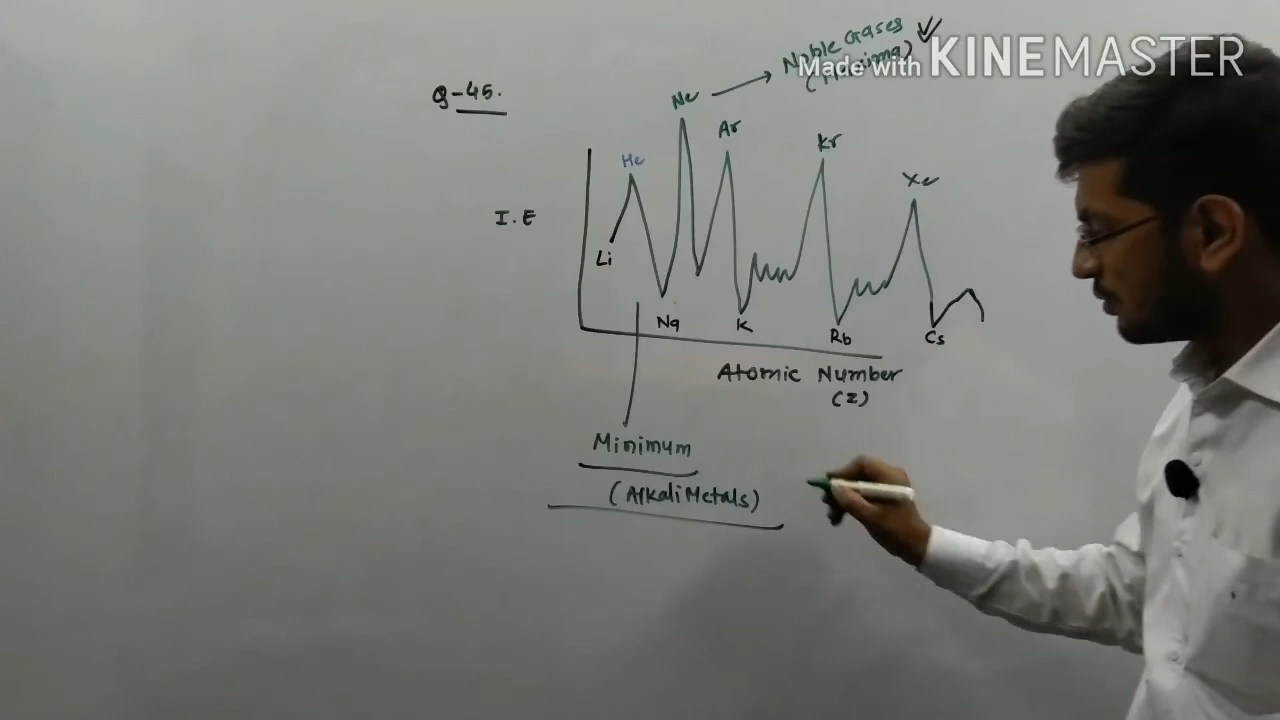 Noble Gases
Made with KINEMASTER
Q-45.
Ne
Ar
Kr
He
Xe
I.E
Li
Na
K
Rb
Cs
Atomic Number
(Z)
Minimum
(Alkali Metals)